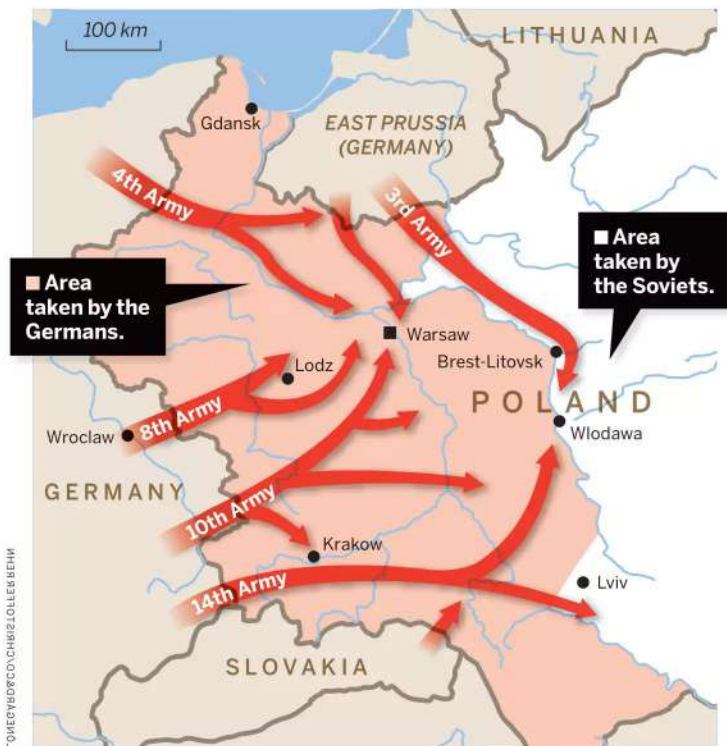 100 km
LITHUANIA
Gdansk
EAST PRUSSIA
(GERMANY)
4th Army
3rd Army
■ Area
taken by the
Germans.
■ Area
taken by
the Soviets.
Warsaw
Brest-Litovsk
Lodz
POLAND
8th Army
Wroclaw
Wlodawa
GERMANY
10th Army
Krakow
14th Army
Lviv
SLOVAKIA